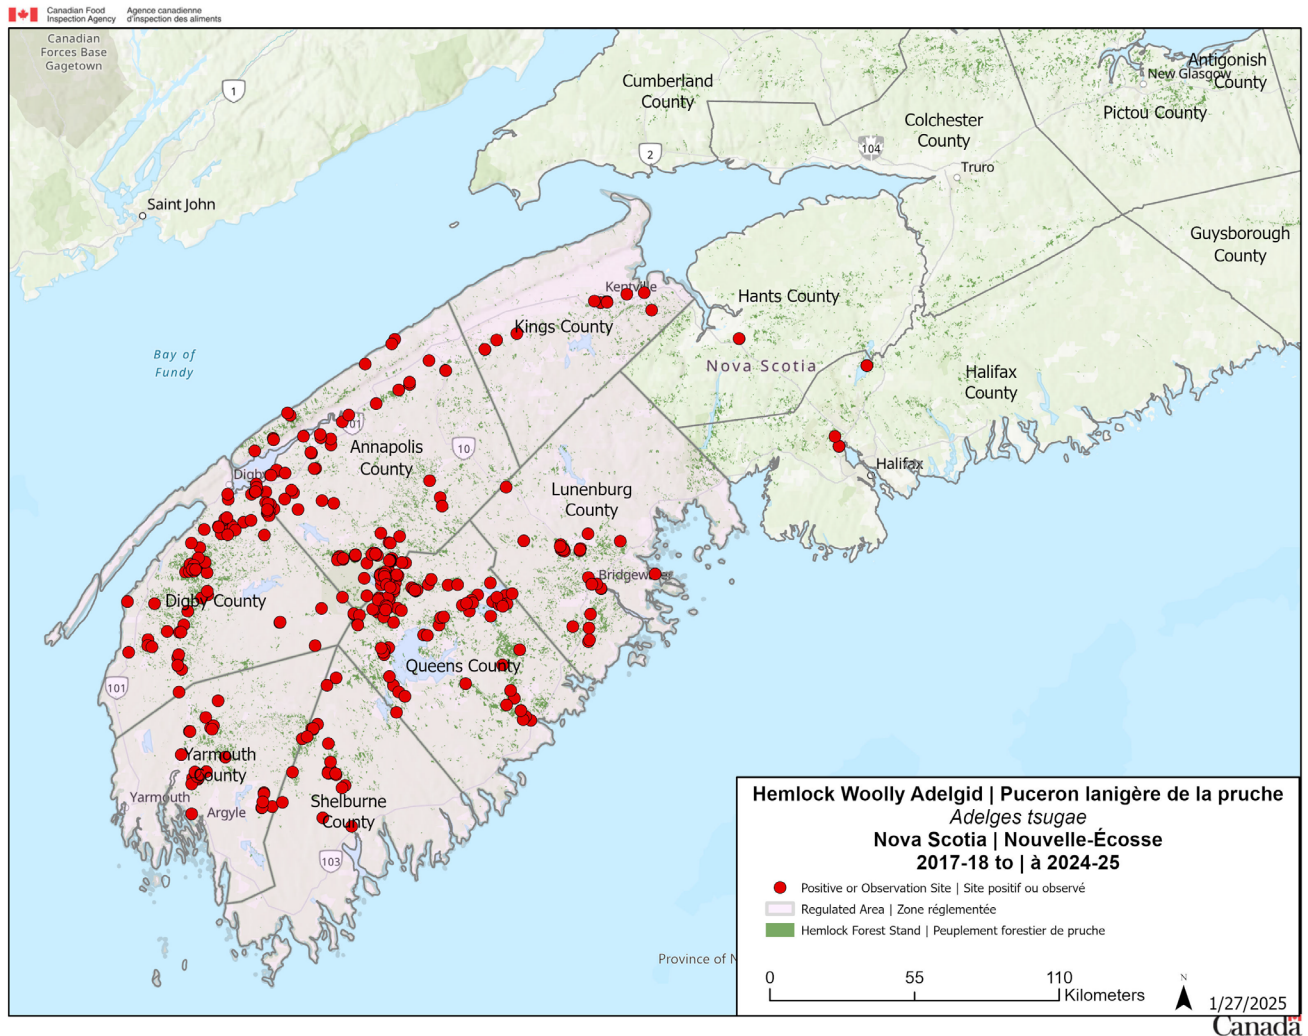 Canadian Food
Inspection Agency
Agence canadienne
d'inspection des aliments
Canadian
Forces Base
Gagetown
1
Saint John
Cumberland
County
2
Colchester
County
104
Truro
New Glasgow
Antigonish
County
Pictou County
Guysborough
County
Bay of
Fundy
Kentville
Kings County
Hants County
Nova Scotia
Halifax
County
Halifax
101
Annapolis
County
10
Digby
Lunenburg
County
Bridgewater
Digby County
Queens County
101
Yarmouth
County
Yarmouth
Argyle
Shelburne
County
103
Province of N
Hemlock Woolly Adelgid | Puceron lanigère de la pruche
Adelges tsugae
Nova Scotia | Nouvelle-Écosse
2017-18 to | à 2024-25
Positive or Observation Site | Site positif ou observé
Regulated Area | Zone réglementée
Hemlock Forest Stand | Peuplement forestier de pruche
0 55 110
Kilometers
N
1/27/2025
Canada